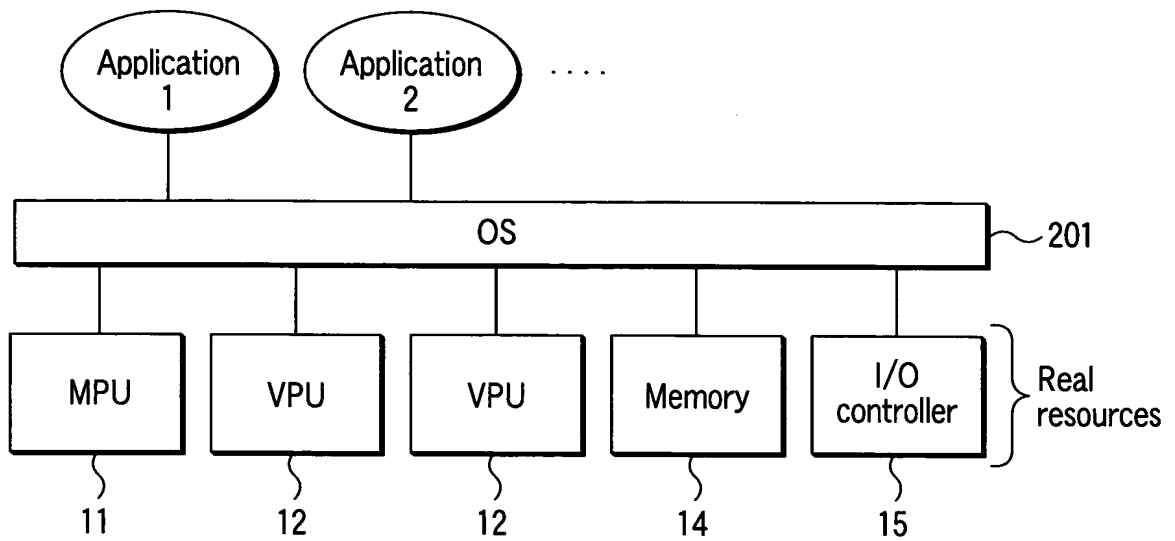 Application
1
Application
2
....
OS
201
MPU
VPU
VPU
Memory
I/O
controller
Real
resources
11
12
12
14
15